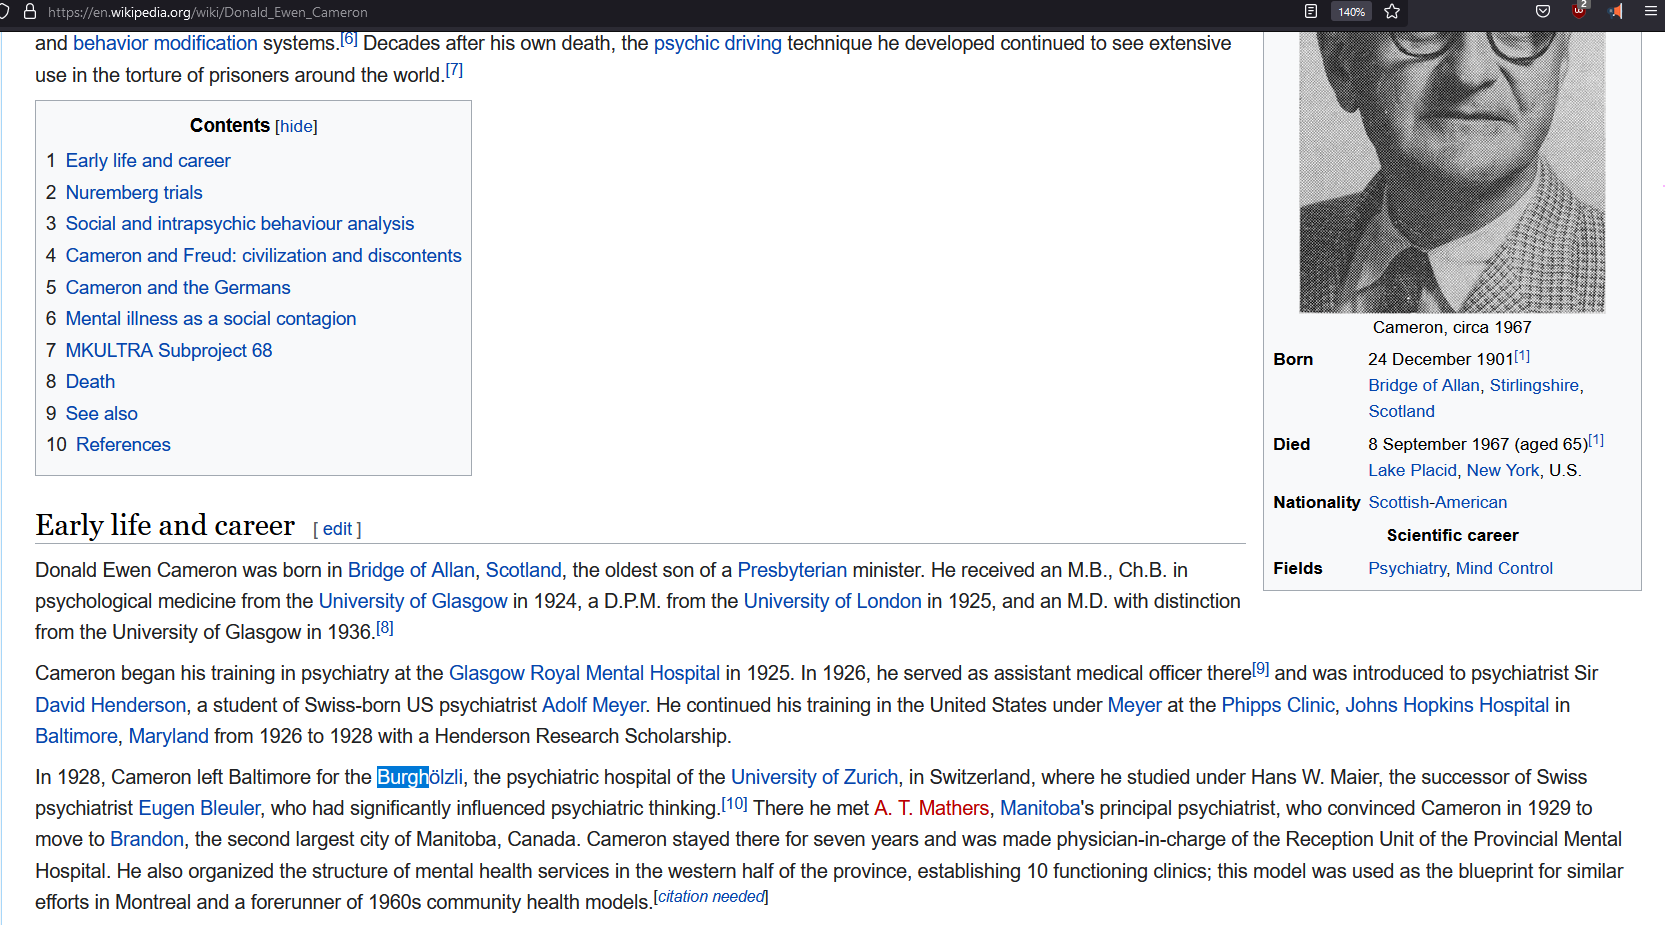 https://en.wikipedia.org/wiki/Donald_Ewen_Cameron
140%
2
and behavior modification systems.[6] Decades after his own death, the psychic driving technique he developed continued to see extensive
use in the torture of prisoners around the world.[7]
Contents [hide]
1 Early life and career
2 Nuremberg trials
3 Social and intrapsychic behaviour analysis
4 Cameron and Freud: civilization and discontents
5 Cameron and the Germans
6 Mental illness as a social contagion
7 MKULTRA Subproject 68
8 Death
9 See also
10 References
Cameron, circa 1967
Born 24 December 1901[1]
Bridge of Allan, Stirlingshire,
Scotland
Died 8 September 1967 (aged 65)[1]
Lake Placid, New York, U.S.
Nationality Scottish-American
Scientific career
Fields Psychiatry, Mind Control
Early life and career [ edit ]
Donald Ewen Cameron was born in Bridge of Allan, Scotland, the oldest son of a Presbyterian minister. He received an M.B., Ch.B. in
psychological medicine from the University of Glasgow in 1924, a D.P.M. from the University of London in 1925, and an M.D. with distinction
from the University of Glasgow in 1936.[8]
Cameron began his training in psychiatry at the Glasgow Royal Mental Hospital in 1925. In 1926, he served as assistant medical officer there[9] and was introduced to psychiatrist Sir
David Henderson, a student of Swiss-born US psychiatrist Adolf Meyer. He continued his training in the United States under Meyer at the Phipps Clinic, Johns Hopkins Hospital in
Baltimore, Maryland from 1926 to 1928 with a Henderson Research Scholarship.
In 1928, Cameron left Baltimore for the Burghölzli, the psychiatric hospital of the University of Zurich, in Switzerland, where he studied under Hans W. Maier, the successor of Swiss
psychiatrist Eugen Bleuler, who had significantly influenced psychiatric thinking.[10] There he met A. T. Mathers, Manitoba's principal psychiatrist, who convinced Cameron in 1929 to
move to Brandon, the second largest city of Manitoba, Canada. Cameron stayed there for seven years and was made physician-in-charge of the Reception Unit of the Provincial Mental
Hospital. He also organized the structure of mental health services in the western half of the province, establishing 10 functioning clinics; this model was used as the blueprint for similar
efforts in Montreal and a forerunner of 1960s community health models.[citation needed]